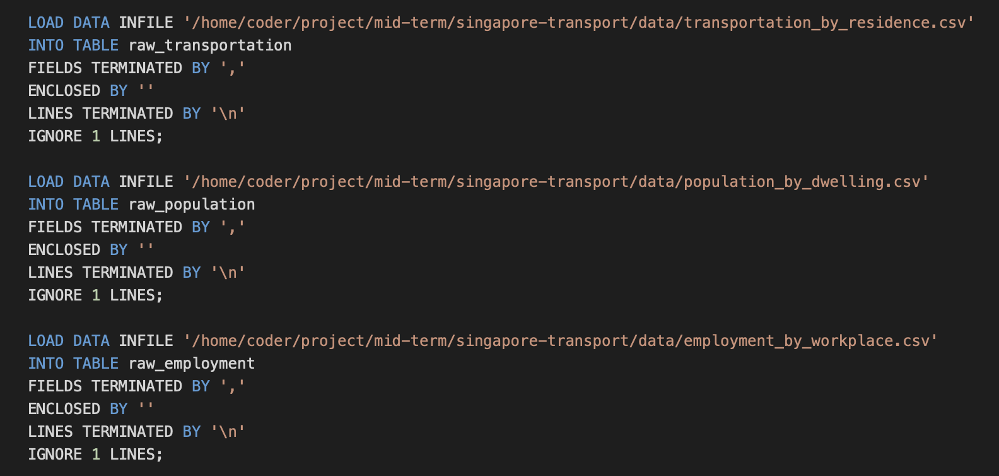 LOAD DATA INFILE '/home/coder/project/mid-term/singapore-transport/data/transportation_by_residence.csv'
INTO TABLE raw_transportation
FIELDS TERMINATED BY ','
ENCLOSED BY ''
LINES TERMINATED BY '\n'
IGNORE 1 LINES;

LOAD DATA INFILE '/home/coder/project/mid-term/singapore-transport/data/population_by_dwelling.csv'
INTO TABLE raw_population
FIELDS TERMINATED BY ','
ENCLOSED BY ''
LINES TERMINATED BY '\n'
IGNORE 1 LINES;

LOAD DATA INFILE '/home/coder/project/mid-term/singapore-transport/data/employment_by_workplace.csv'
INTO TABLE raw_employment
FIELDS TERMINATED BY ','
ENCLOSED BY ''
LINES TERMINATED BY '\n'
IGNORE 1 LINES;